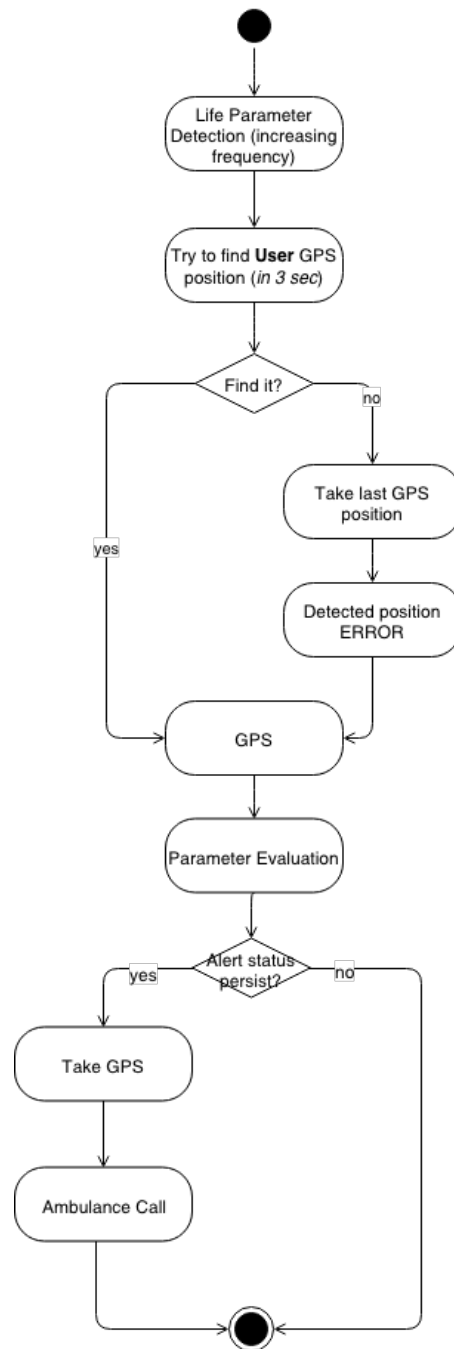 Life Parameter
Detection (increasing
frequency)
Try to find User GPS
position (in 3 sec)
Find it?
no
Take last GPS
position
yes
Detected position
ERROR
GPS
Parameter Evaluation
Alert status
persist?
yes
no
Take GPS
Ambulance Call